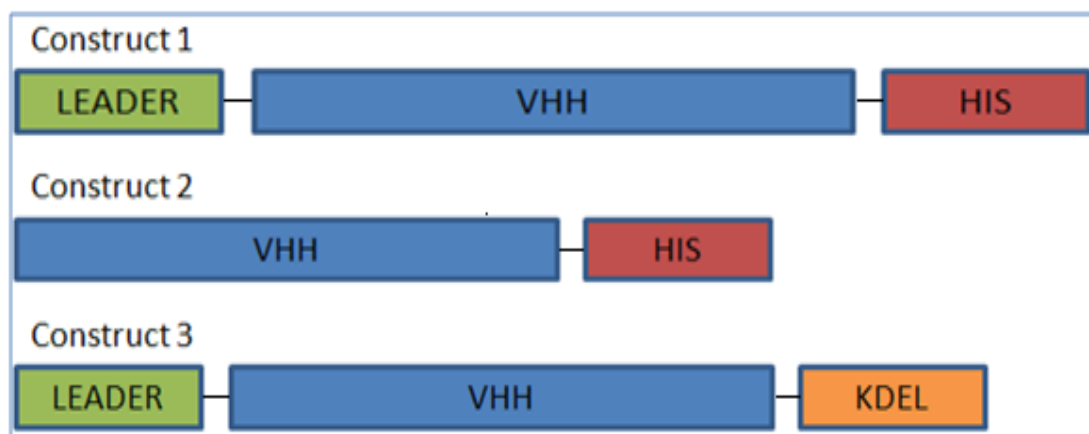 Construct 1
LEADER VHH HIS
Construct 2
VHH HIS
Construct 3
LEADER VHH KDEL